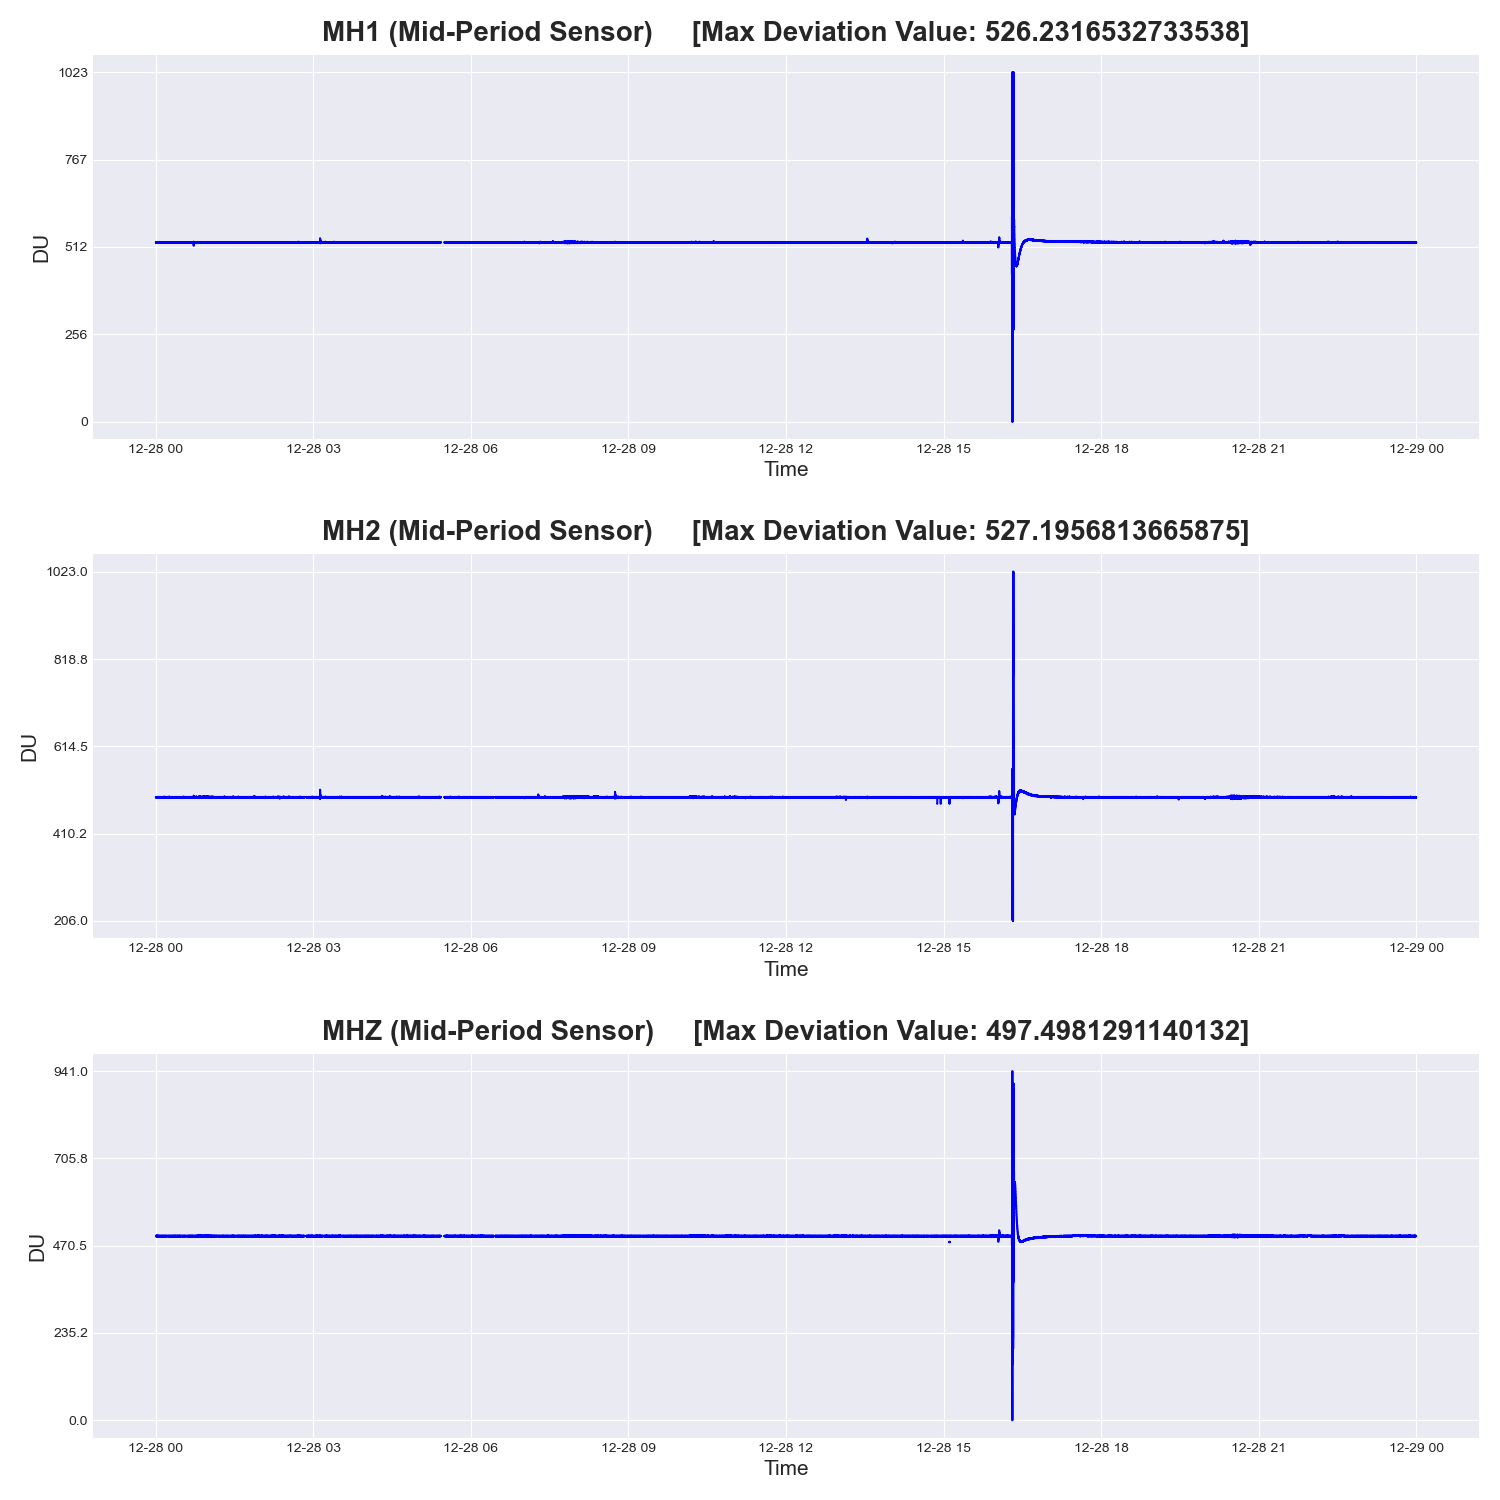 MH1 (Mid-Period Sensor) [Max Deviation Value: 526.2316532733538]
1023
767
512
256
0
DU
12-28 00 12-28 03 12-28 06 12-28 09 12-28 12 12-28 15 12-28 18 12-28 21 12-29 00
Time
MH2 (Mid-Period Sensor) [Max Deviation Value: 527.1956813665875]
1023.0
818.8
614.5
410.2
206.0
DU
12-28 00 12-28 03 12-28 06 12-28 09 12-28 12 12-28 15 12-28 18 12-28 21 12-29 00
Time
MHZ (Mid-Period Sensor) [Max Deviation Value: 497.4981291140132]
941.0
705.8
470.5
235.2
0.0
DU
12-28 00 12-28 03 12-28 06 12-28 09 12-28 12 12-28 15 12-28 18 12-28 21 12-29 00
Time